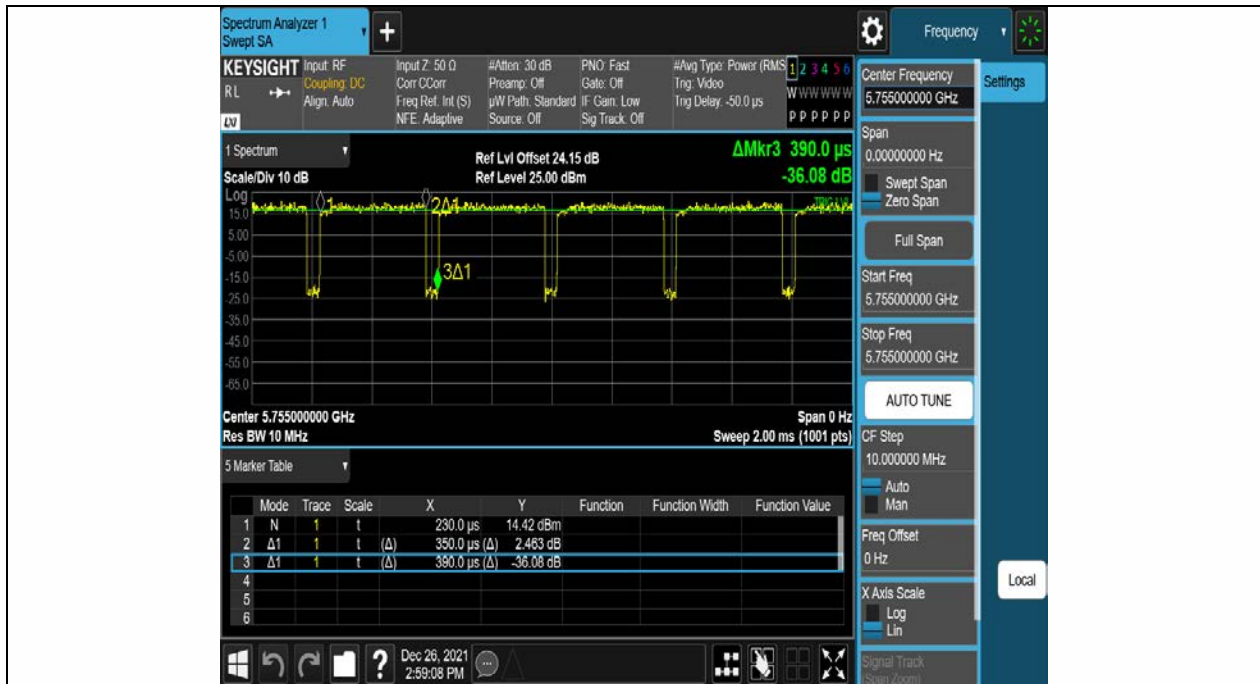 Spectrum Analyzer 1
Swept SA
+
Frequency
KEYSIGHT
RL
LXI
Input: RF
Coupling: DC
Align: Auto
Input Z: 50 Ω
Corr CCorr
Freq Ref: Int (S)
NFE: Adaptive
#Atten: 30 dB
Preamp: Off
µW Path: Standard
Source: Off
PNO: Fast
Gate: Off
IF Gain: Low
Sig Track: Off
#Avg Type: Power (RMS
Trig: Video
Trig Delay: -50.0 µs
1 2 3 4 5 6
W W W W W W
P P P P P P
1 Spectrum
Scale/Div 10 dB
Ref Lvl Offset 24.15 dB
Ref Level 25.00 dBm
ΔMkr3 390.0 µs
-36.08 dB
Log
15.0
5.00
-5.00
-15.0
-25.0
-35.0
-45.0
-55.0
-65.0
1
2Δ1
3Δ1
TRIG LVL
Center 5.755000000 GHz
Res BW 10 MHz
Span 0 Hz
Sweep 2.00 ms (1001 pts)
5 Marker Table
Mode Trace Scale X Y Function Function Width Function Value
1 N 1 t 230.0 µs 14.42 dBm
2 Δ1 1 t (Δ) 350.0 µs (Δ) 2.463 dB
3 Δ1 1 t (Δ) 390.0 µs (Δ) -36.08 dB
4
5
6
?
Dec 26, 2021
2:59:08 PM
Center Frequency
5.755000000 GHz
Span
0.00000000 Hz
Swept Span
Zero Span
Full Span
Start Freq
5.755000000 GHz
Stop Freq
5.755000000 GHz
AUTO TUNE
CF Step
10.000000 MHz
Auto
Man
Freq Offset
0 Hz
X Axis Scale
Log
Lin
Signal Track
(Span Zoom)
Settings
Local